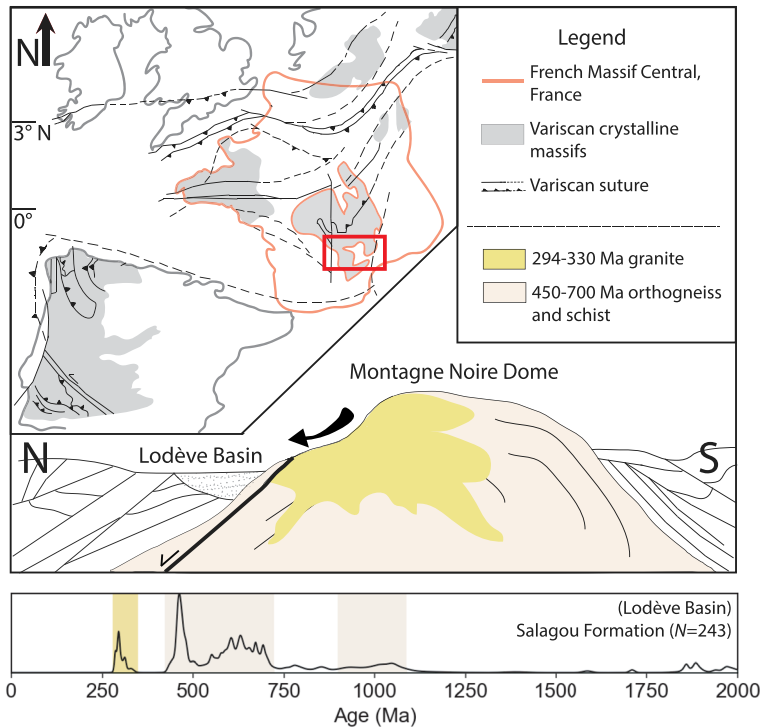 N
3° N
0°
Legend
French Massif Central,
France
Variscan crystalline
massifs
Variscan suture
294-330 Ma granite
450-700 Ma orthogneiss
and schist
Montagne Noire Dome
N
Lodève Basin
S
(Lodève Basin)
Salagou Formation (N=243)
0 250 500 750 1000 1250 1500 1750 2000
Age (Ma)